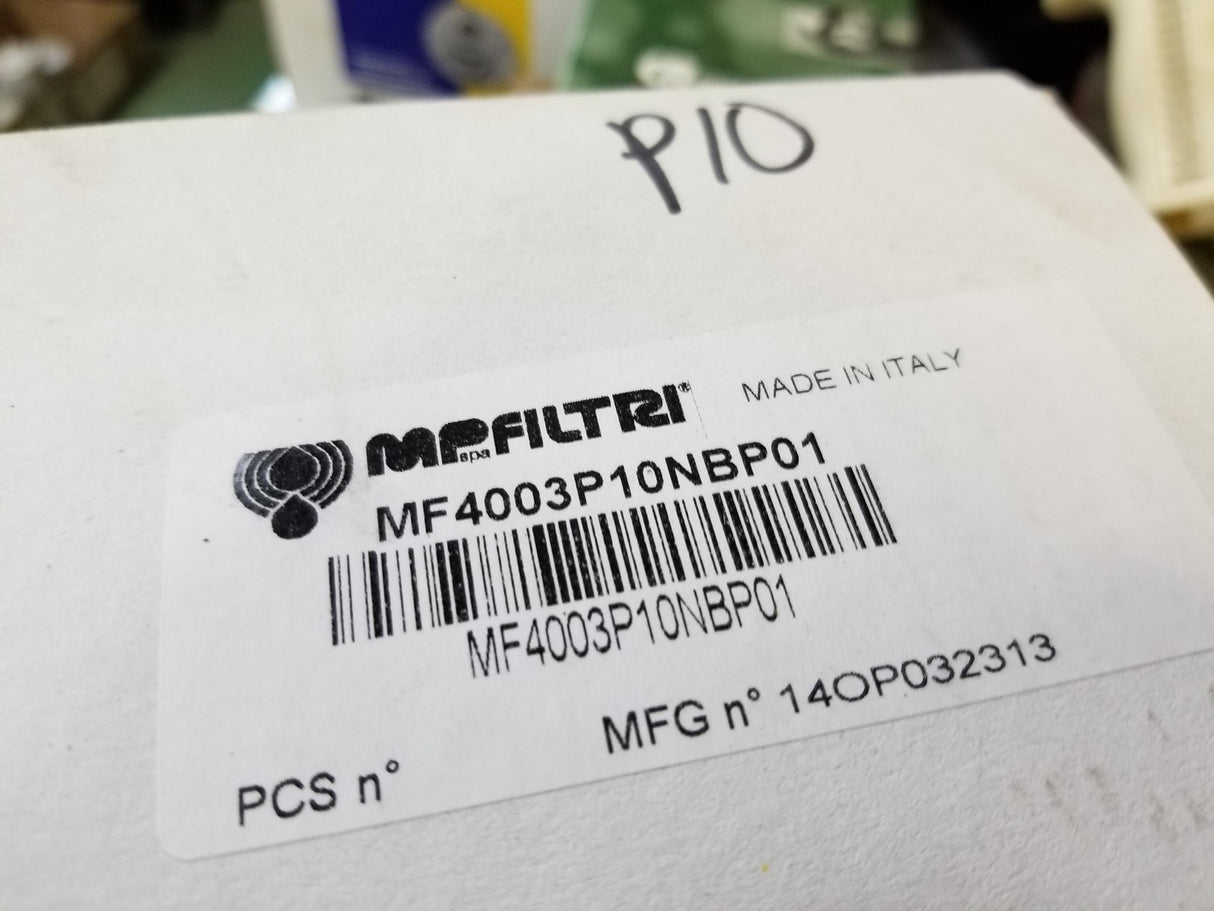 P10
MPFILTRI®
spa
MADE IN ITALY
MF4003P10NBP01
MF4003P10NBP01
MFG n° 14OP032313
PCS n°